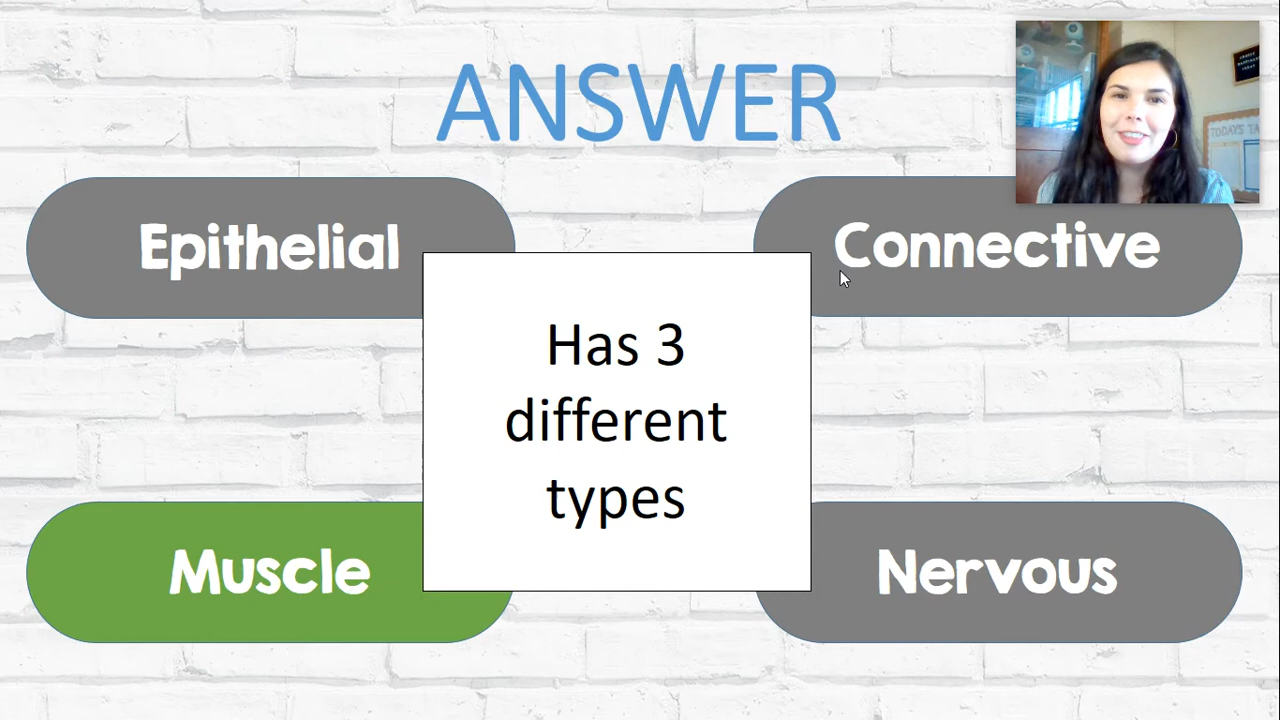 ANSWER
Epithelial
Connective
Has 3
different
types
Muscle
Nervous